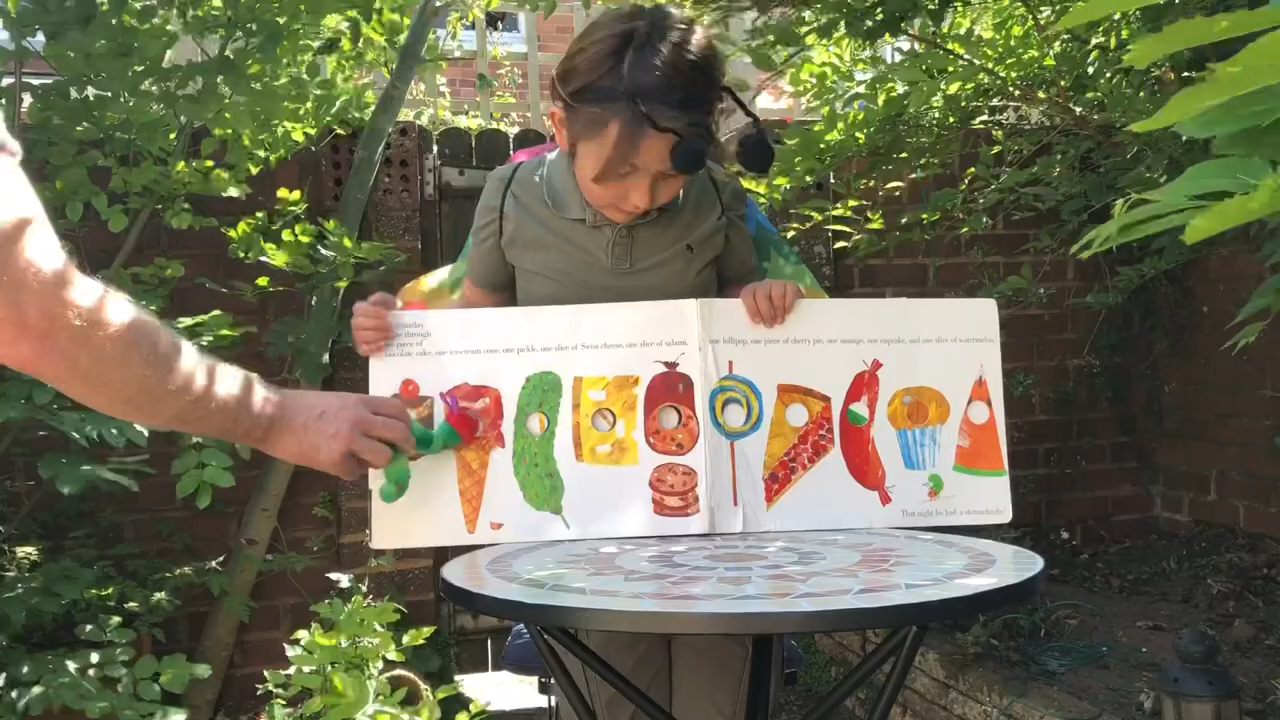 through
piece of
cake, one ice-cream cone, one pickle, one slice of Swiss cheese, one slice of salami,
one lollipop, one piece of cherry pie, one sausage, one cupcake, and one slice of watermelon.
That night he had a stomachache!